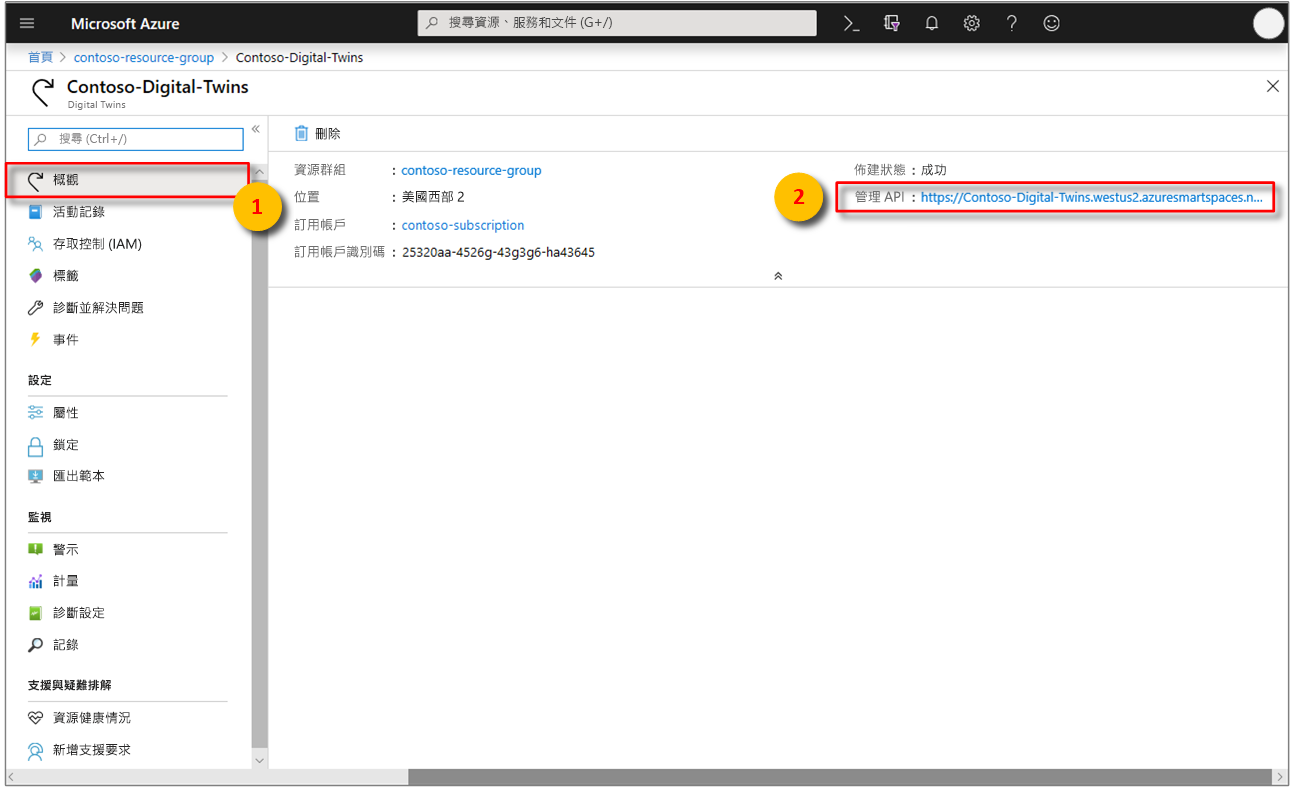 Microsoft Azure
搜尋資源、服務和文件 (G+/)
首頁 > contoso-resource-group > Contoso-Digital-Twins
Contoso-Digital-Twins
Digital Twins
搜尋 (Ctrl+/)
概觀
1
活動記錄
存取控制 (IAM)
標籤
診斷並解決問題
事件
設定
屬性
鎖定
匯出範本
監視
警示
計量
診斷設定
記錄
支援與疑難排解
資源健康情況
新增支援要求
刪除
資源群組 : contoso-resource-group
位置 : 美國西部 2
訂用帳戶 : contoso-subscription
訂用帳戶識別碼 : 25320aa-4526g-43g3g6-ha43645
佈建狀態 : 成功
2
管理 API : https://Contoso-Digital-Twins.westus2.azuresmartspaces.n...